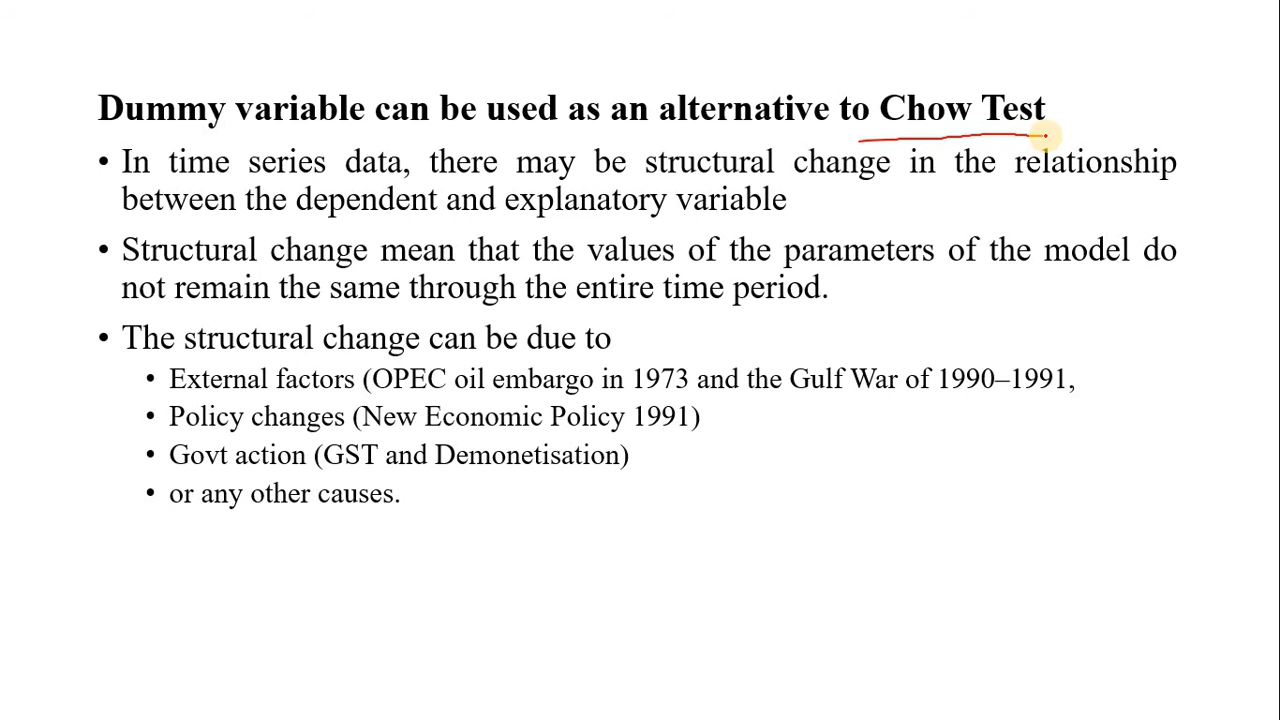 Dummy variable can be used as an alternative to Chow Test
• In time series data, there may be structural change in the relationship
between the dependent and explanatory variable
• Structural change mean that the values of the parameters of the model do
not remain the same through the entire time period.
• The structural change can be due to
• External factors (OPEC oil embargo in 1973 and the Gulf War of 1990–1991,
• Policy changes (New Economic Policy 1991)
• Govt action (GST and Demonetisation)
• or any other causes.